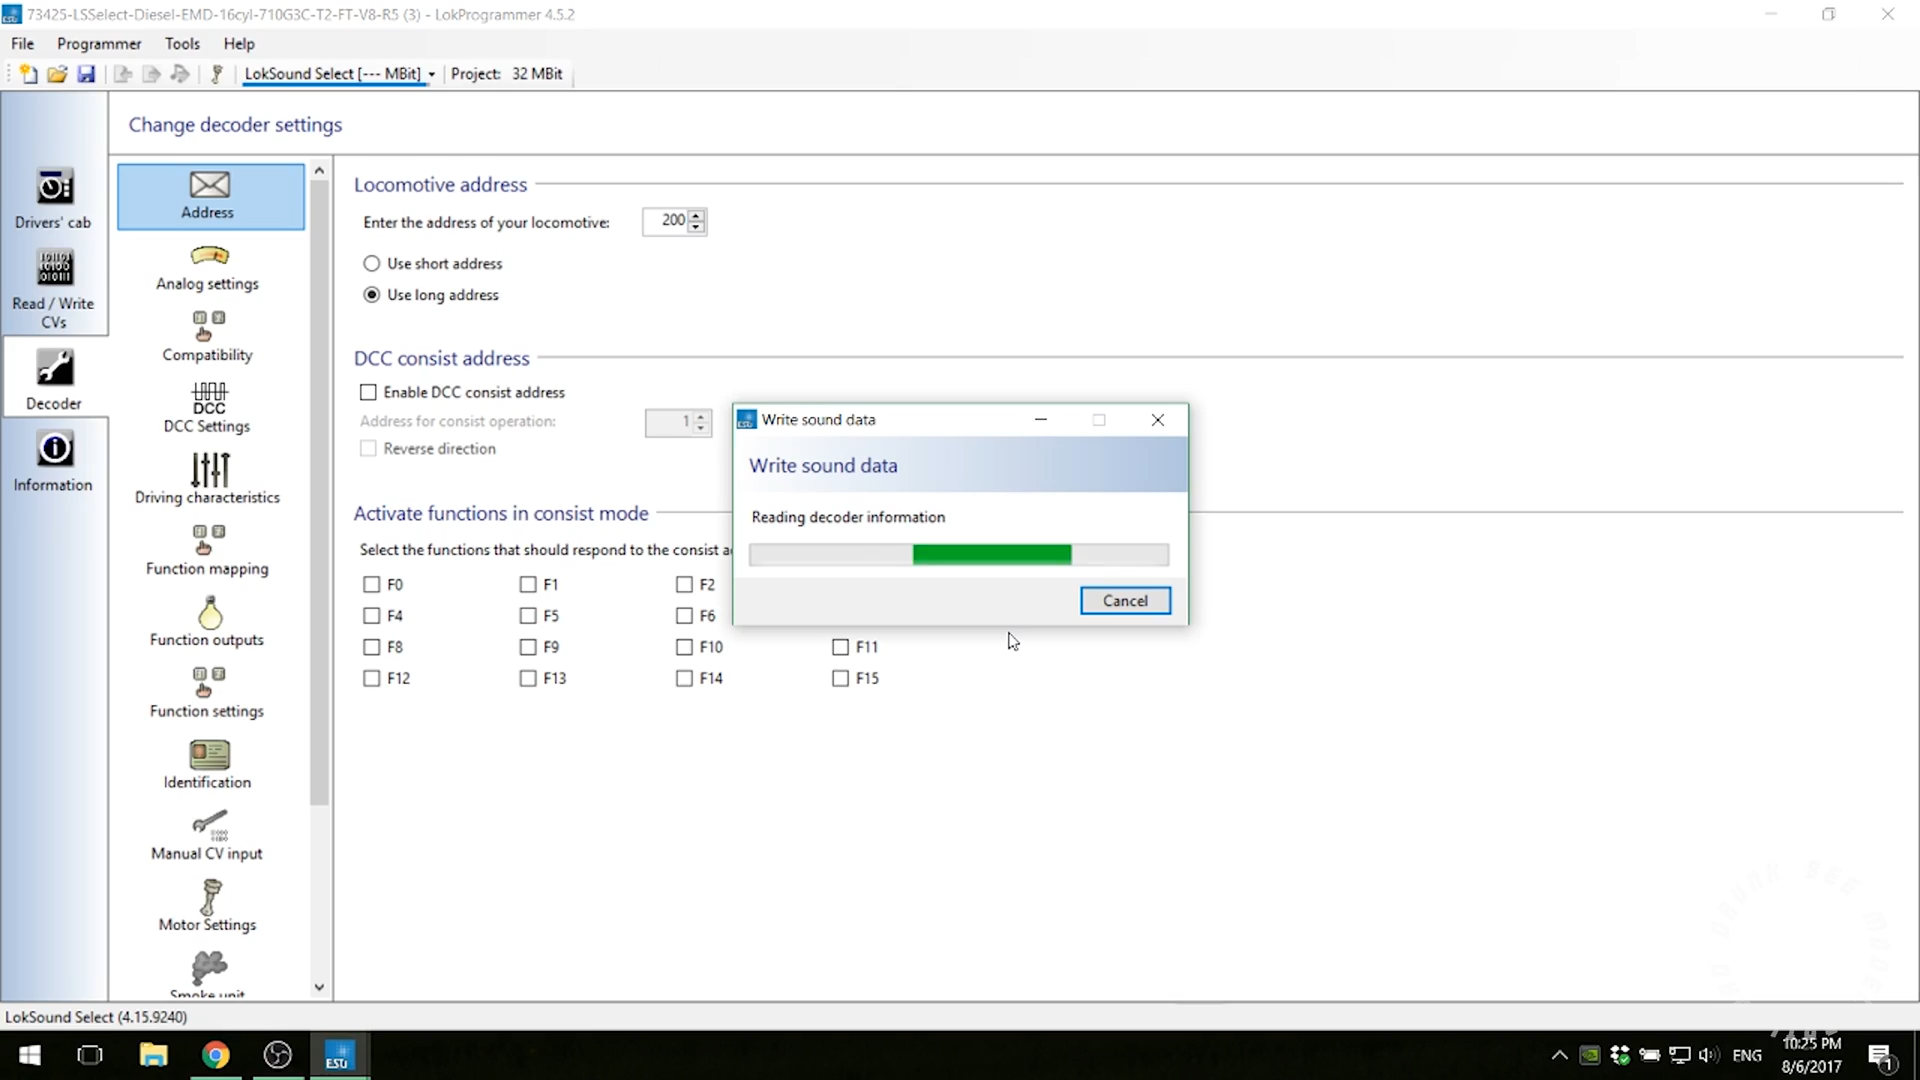 73425-LSSelect-Diesel-EMD-16cyl-710G3C-T2-FT-V8-R5 (3) - LokProgrammer 4.5.2
File Programmer Tools Help
LokSound Select [--- MBit] Project: 32 MBit
Change decoder settings
Drivers' cab
Read / Write
CVs
Decoder
Information
Address
Analog settings
Compatibility
DCC
DCC Settings
Driving characteristics
Function mapping
Function outputs
Function settings
Identification
Manual CV input
Motor Settings
Smoke unit
Locomotive address
Enter the address of your locomotive: 200
Use short address
Use long address
DCC consist address
Enable DCC consist address
Address for consist operation: 1
Reverse direction
Activate functions in consist mode
Select the functions that should respond to the consist a
F0 F1 F2
F4 F5 F6
F8 F9 F10 F11
F12 F13 F14 F15
ESU Write sound data
Write sound data
Reading decoder information
Cancel
LokSound Select (4.15.9240)
ESU
ENG
10:25 PM
8/6/2017
1